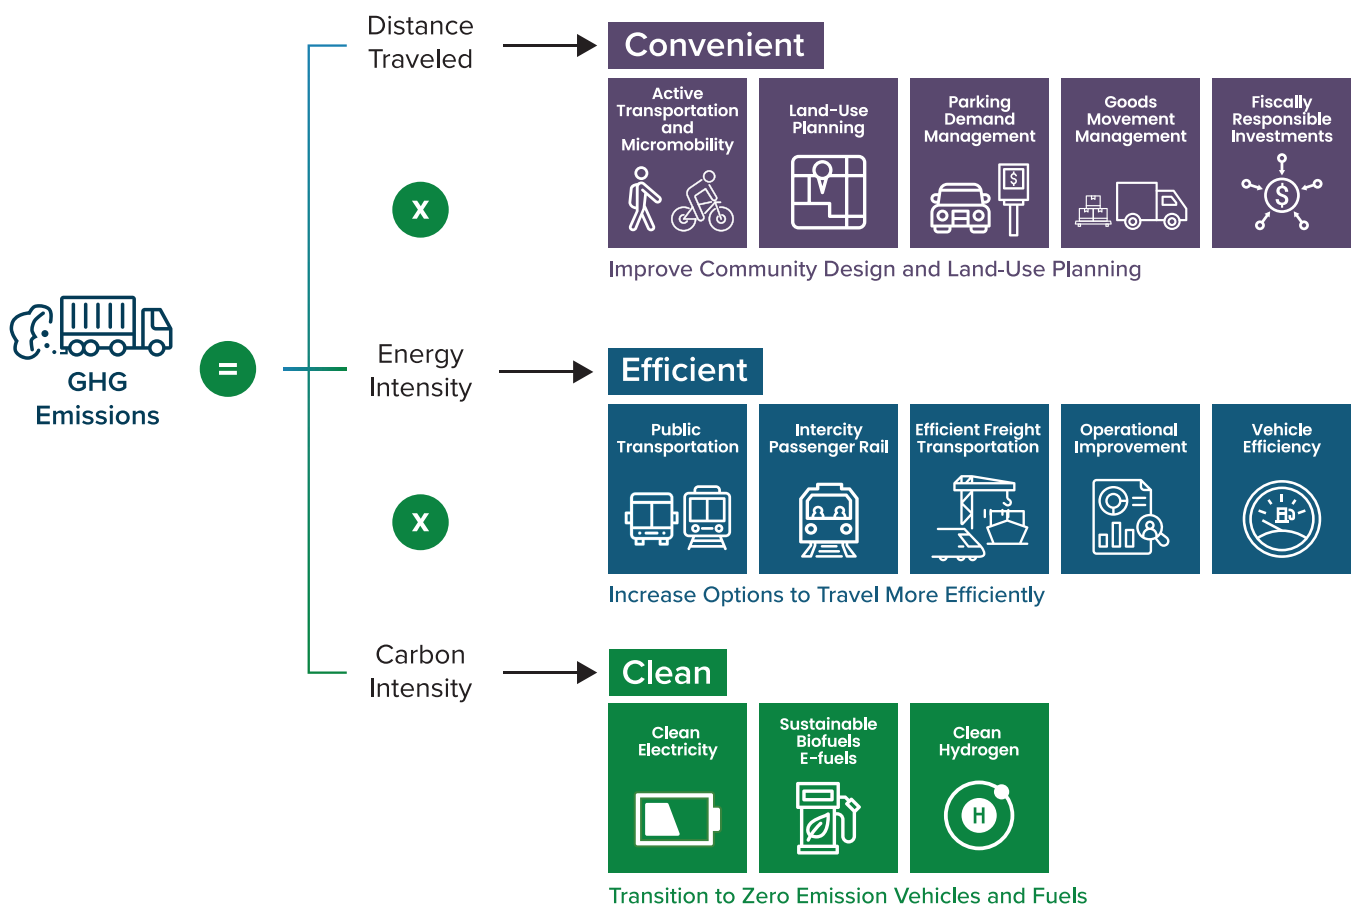 Distance
Traveled
Convenient
Active
Transportation
and
Micromobility
Land-Use
Planning
Parking
Demand
Management
$
Goods
Movement
Management
Fiscally
Responsible
Investments
$
Improve Community Design and Land-Use Planning
x
GHG
Emissions
=
Energy
Intensity
Efficient
Public
Transportation
Intercity
Passenger Rail
Efficient Freight
Transportation
Operational
Improvement
Vehicle
Efficiency
Increase Options to Travel More Efficiently
x
Carbon
Intensity
Clean
Clean
Electricity
Sustainable
Biofuels
E-fuels
Clean
Hydrogen
H
Transition to Zero Emission Vehicles and Fuels